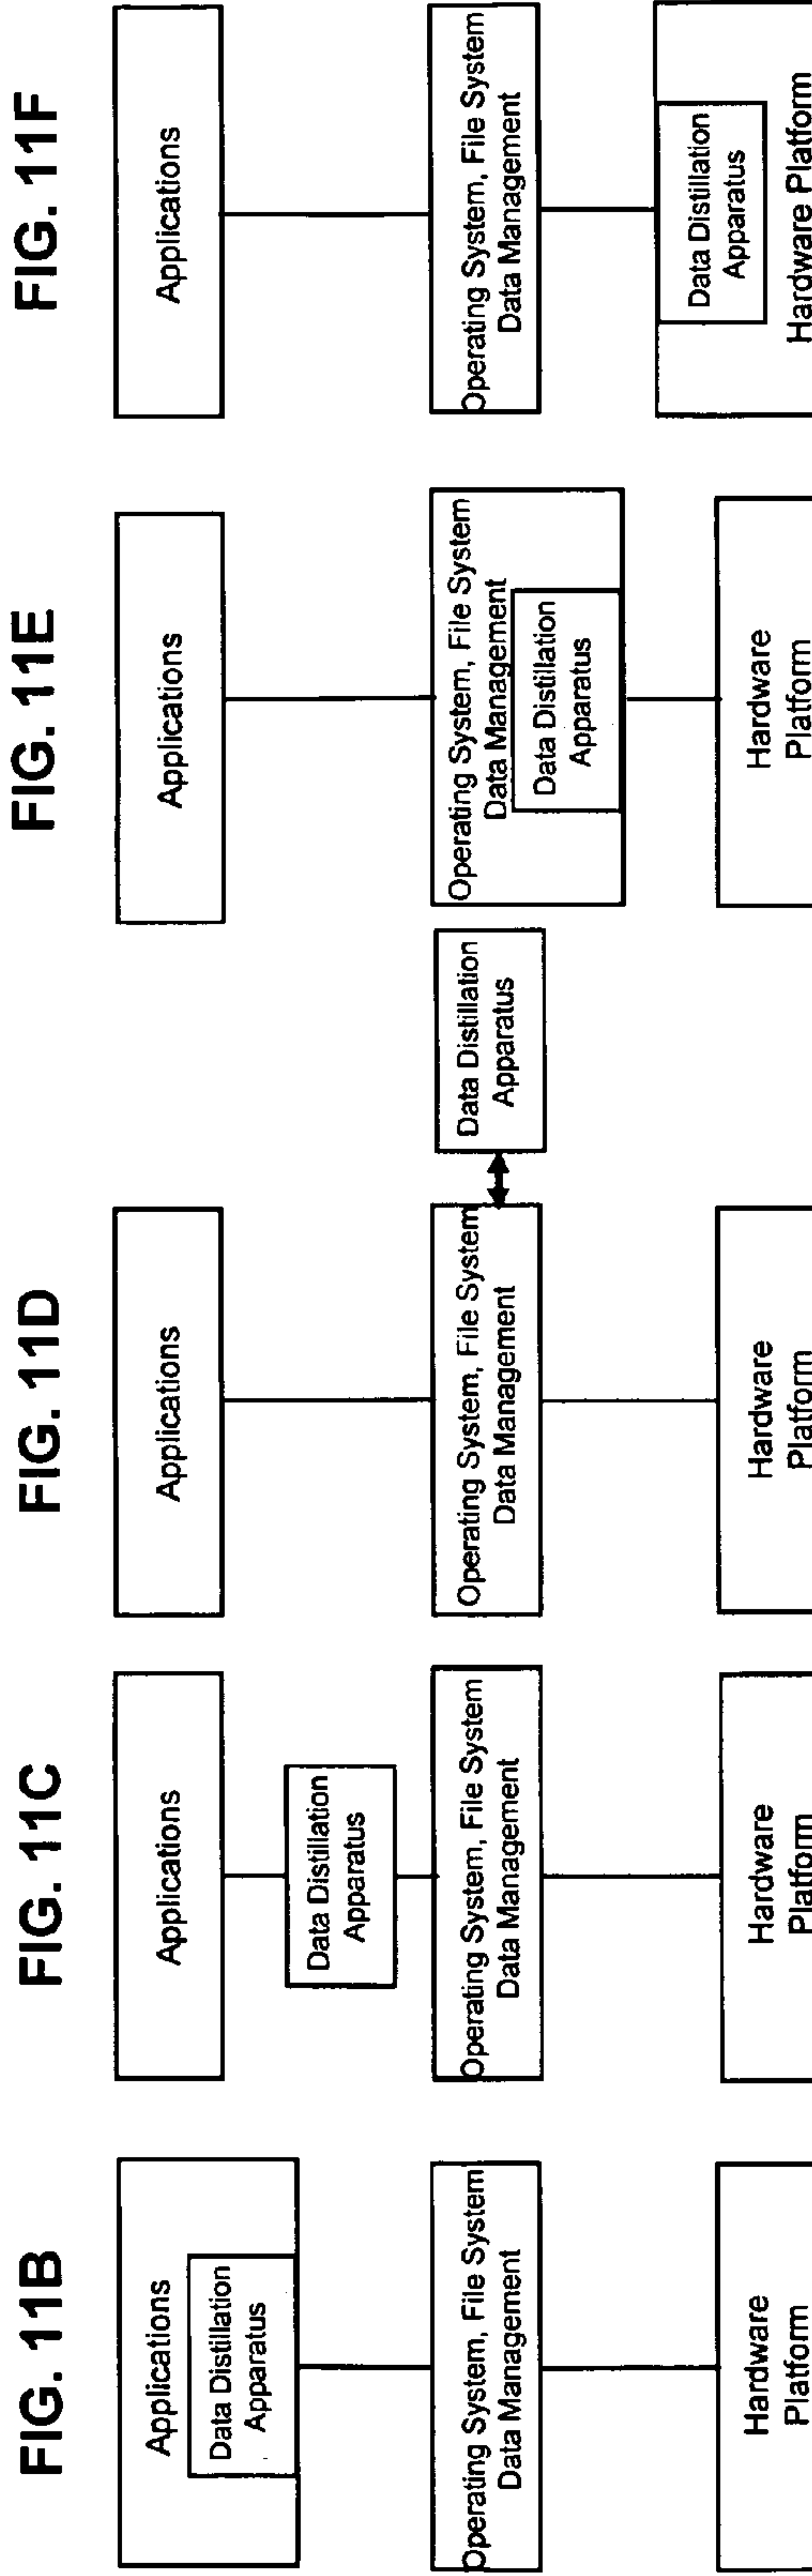 FIG. 11B
Applications
Data Distillation
Apparatus
Operating System, File System
Data Management
Hardware
Platform
FIG. 11C
Applications
Data Distillation
Apparatus
Operating System, File System
Data Management
Hardware
Platform
FIG. 11D
Applications
Operating System, File System
Data Management
Data Distillation
Apparatus
Hardware
Platform
FIG. 11E
Applications
Operating System, File System
Data Management
Data Distillation
Apparatus
Hardware
Platform
FIG. 11F
Applications
Operating System, File System
Data Management
Data Distillation
Apparatus
Hardware Platform